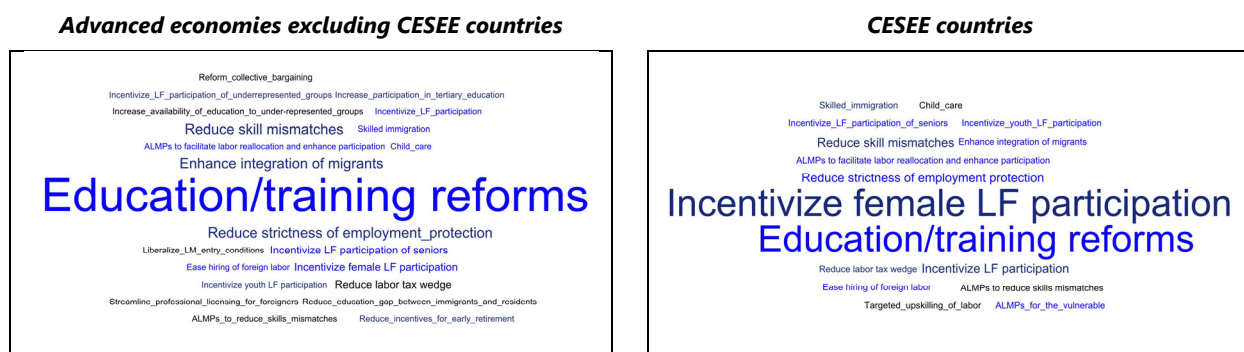 Advanced economies excluding CESEE countries
Reform_collective_bargaining
Incentivize_LF_participation_of_underrepresented_groups Increase_participation_in_tertiary_education
Increase_availability_of_education_to_under-represented_groups Incentivize_LF_participation
Reduce skill mismatches Skilled immigration
ALMPs to facilitate labor reallocation and enhance participation Child_care
Enhance integration of migrants
Education/training reforms
Reduce strictness of employment_protection
Liberalize_LM_entry_conditions Incentivize LF participation of seniors
Ease hiring of foreign labor Incentivize female LF participation
Incentivize youth LF participation Reduce labor tax wedge
Streamline_professional_licensing_for_foreigners Reduce_education_gap_between_immigrants_and_residents
ALMPs_to_reduce_skills_mismatches Reduce_incentives_for_early_retirement
CESEE countries
Skilled_immigration Child_care
Incentivize_LF_participation_of_seniors Incentivize_youth_LF_participation
Reduce skill mismatches Enhance integration of migrants
ALMPs to facilitate labor reallocation and enhance participation
Reduce strictness of employment protection
Incentivize female LF participation
Education/training reforms
Reduce labor tax wedge Incentivize LF participation
Ease hiring of foreign labor ALMPs to reduce skills mismatches
Targeted_upskilling_of_labor ALMPs_for_the_vulnerable